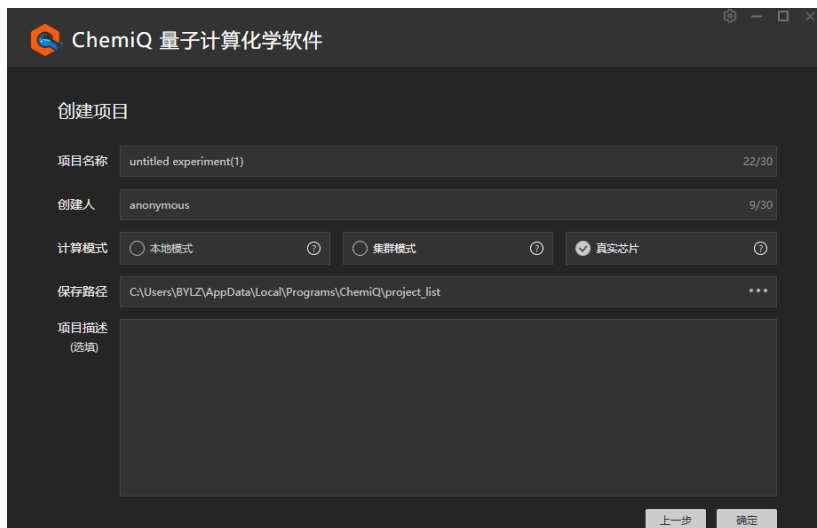 ChemiQ 量子计算化学软件
创建项目
项目名称 untitled experiment(1) 22/30
创建人 anonymous 9/30
计算模式 本地模式 集群模式 真实芯片
保存路径 C:\Users\BYLZ\AppData\Local\Programs\ChemiQ\project_list
项目描述
(选填)
上一步 确定